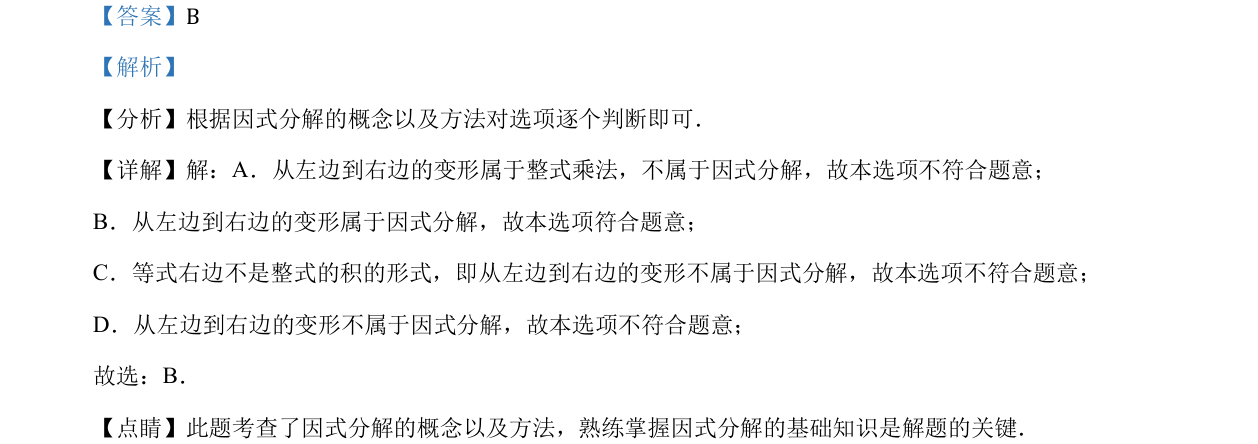 【答案】B
【解析】
【分析】根据因式分解的概念以及方法对选项逐个判断即可．
【详解】解：A．从左边到右边的变形属于整式乘法，不属于因式分解，故本选项不符合题意；
B．从左边到右边的变形属于因式分解，故本选项符合题意；
C．等式右边不是整式的积的形式，即从左边到右边的变形不属于因式分解，故本选项不符合题意；
D．从左边到右边的变形不属于因式分解，故本选项不符合题意；
故选：B．
【点睛】此题考查了因式分解的概念以及方法，熟练掌握因式分解的基础知识是解题的关键．